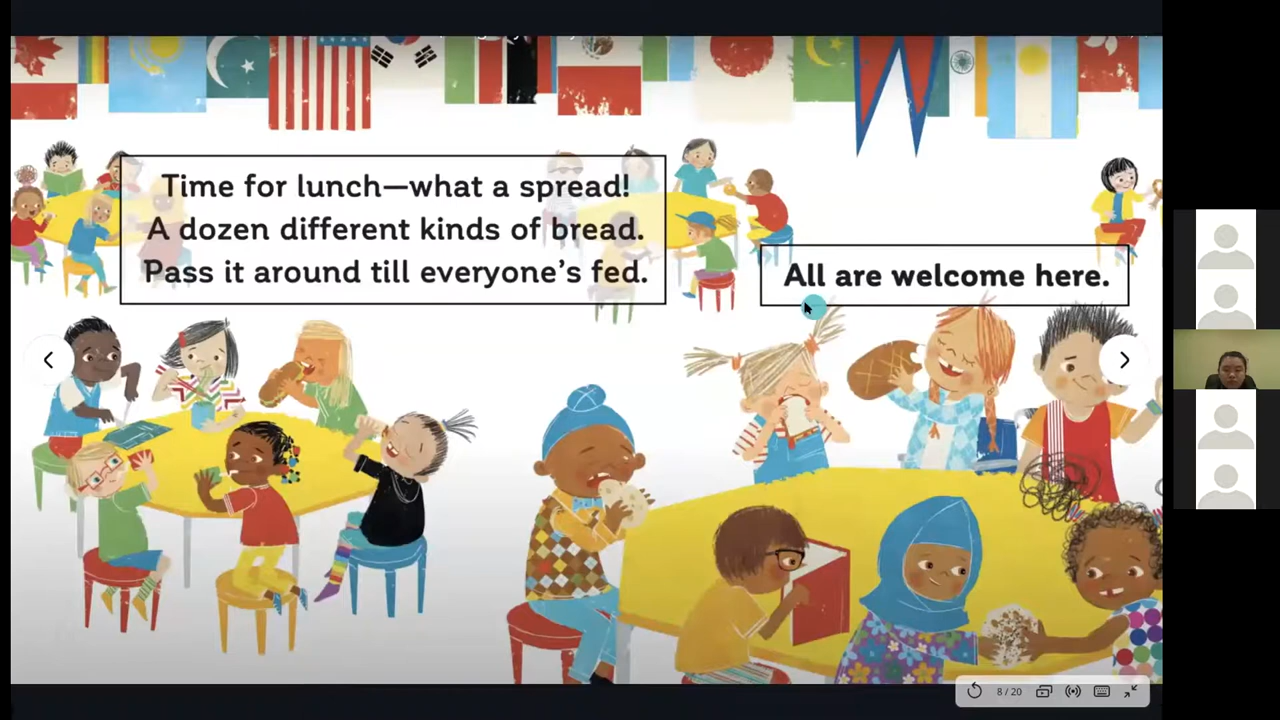 Time for lunch—what a spread!
A dozen different kinds of bread.
Pass it around till everyone’s fed.
All are welcome here.
8 / 20